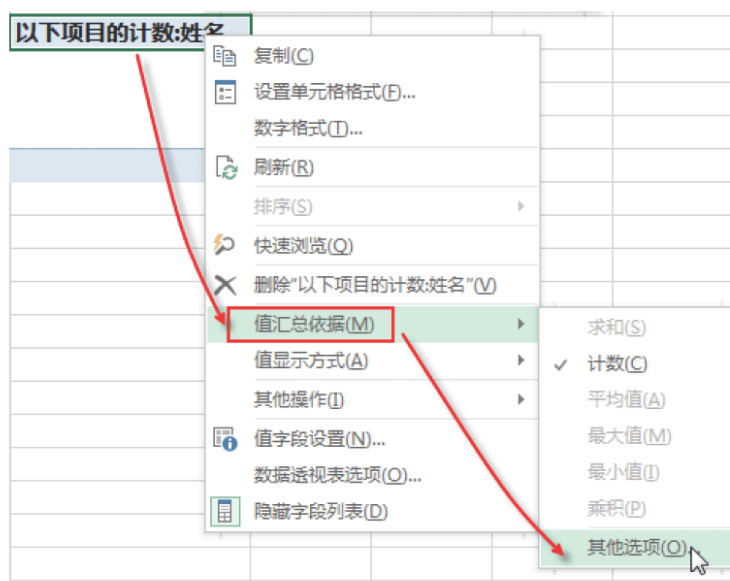 以下项目的计数:姓名
复制(C)
设置单元格格式(F)...
数字格式(T)...
刷新(R)
排序(S)
快速浏览(Q)
删除“以下项目的计数:姓名”(V)
值汇总依据(M)
值显示方式(A)
其他操作(I)
值字段设置(N)...
数据透视表选项(O)...
隐藏字段列表(D)
求和(S)
计数(C)
平均值(A)
最大值(M)
最小值(I)
乘积(P)
其他选项(O)...